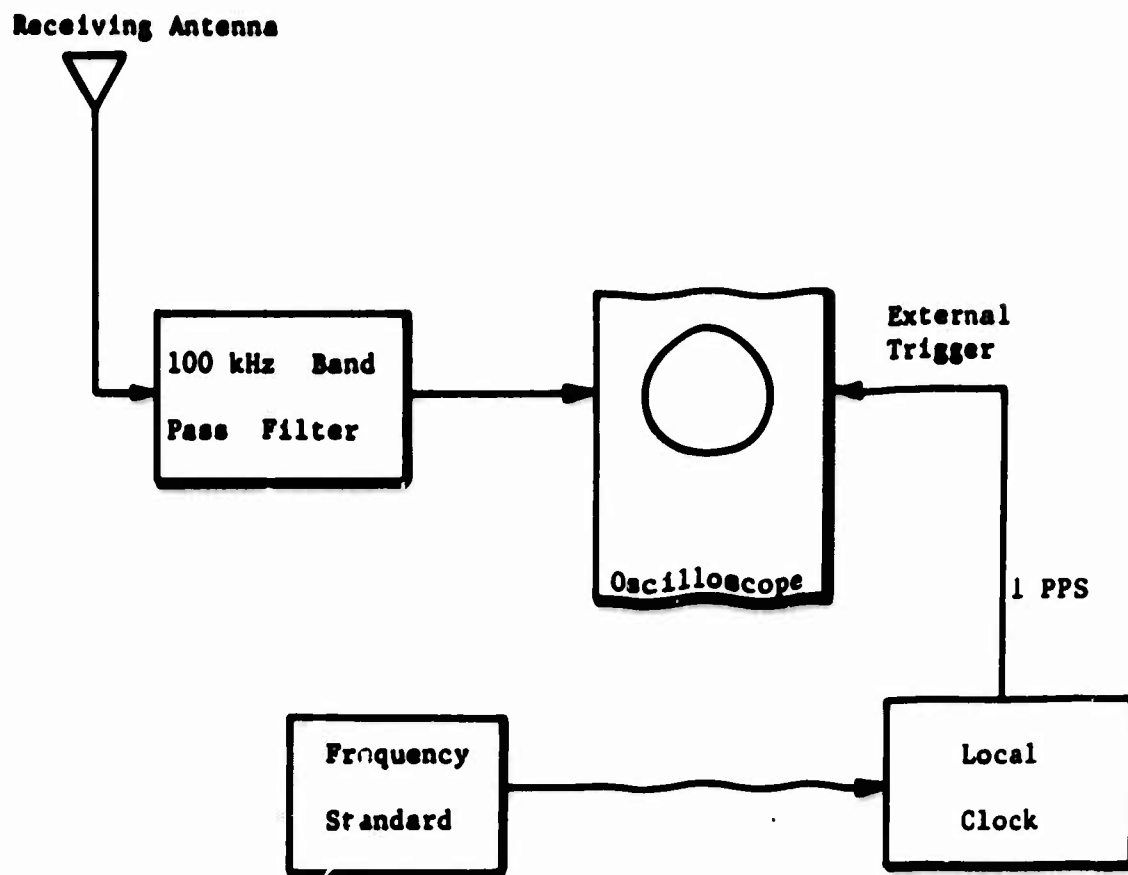 Receiving Antenna
100 kHz Band
Pass Filter
External
Trigger
Oscilloscope
1 PPS
Frequency
Standard
Local
Clock